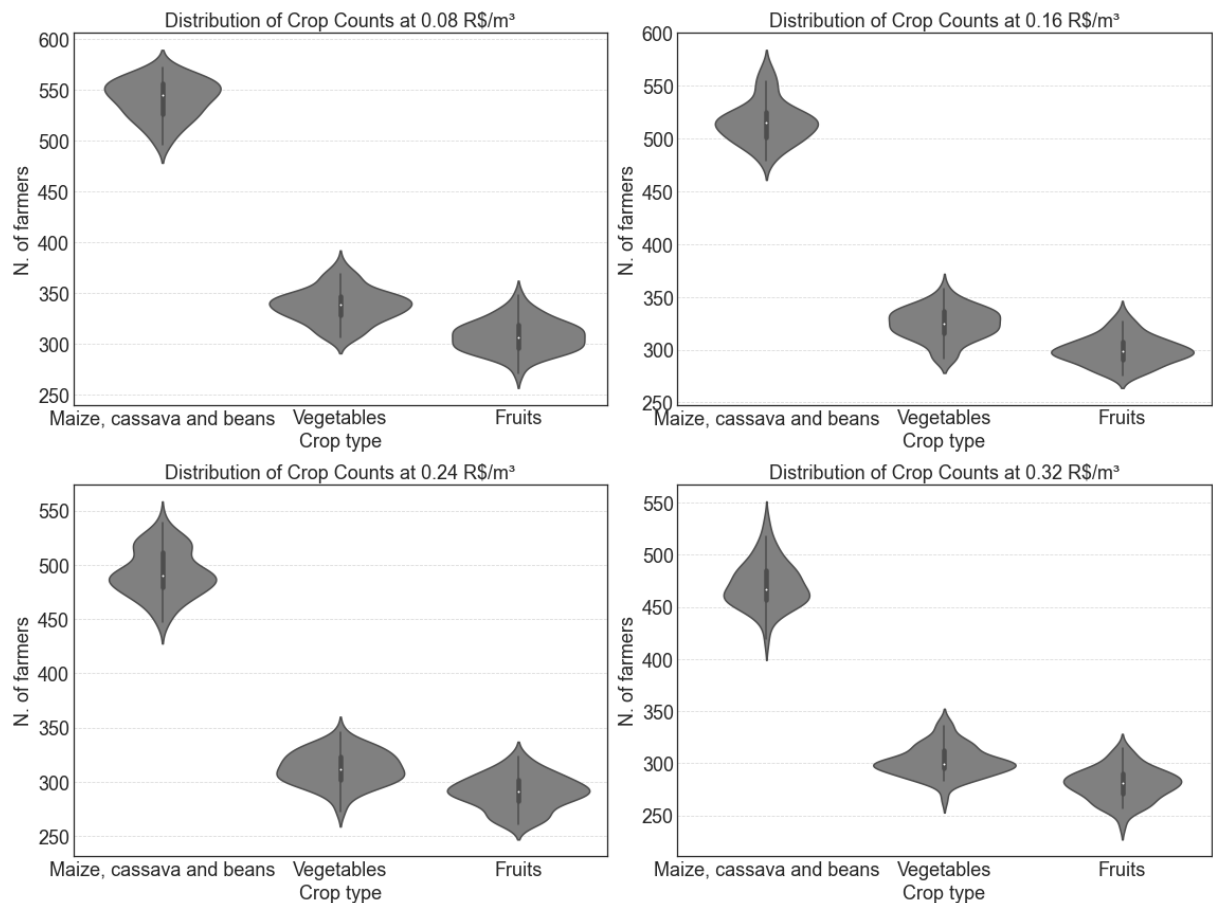 Distribution of Crop Counts at 0.08 R$/m³
600
550
500
450
400
350
300
250
N. of farmers
Maize, cassava and beans
Vegetables
Fruits
Crop type
Distribution of Crop Counts at 0.16 R$/m³
600
550
500
450
400
350
300
250
N. of farmers
Maize, cassava and beans
Vegetables
Fruits
Crop type
Distribution of Crop Counts at 0.24 R$/m³
550
500
450
400
350
300
250
N. of farmers
Maize, cassava and beans
Vegetables
Fruits
Crop type
Distribution of Crop Counts at 0.32 R$/m³
550
500
450
400
350
300
250
N. of farmers
Maize, cassava and beans
Vegetables
Fruits
Crop type